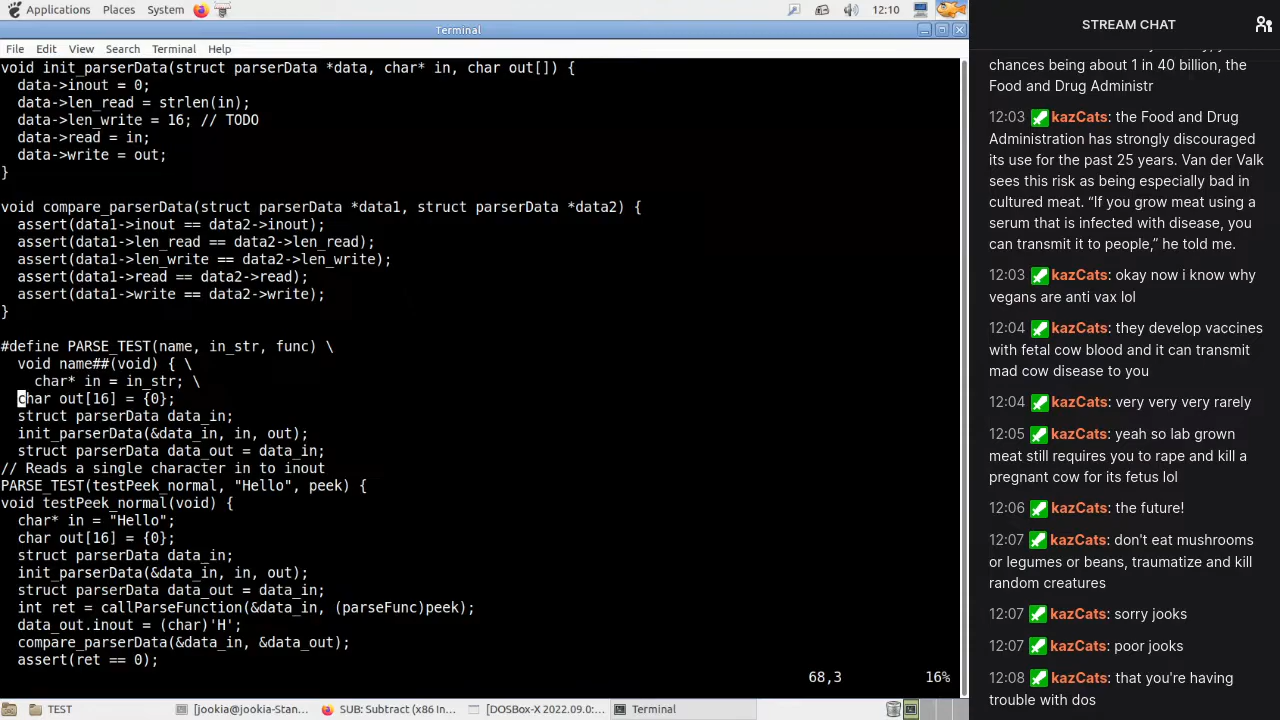 Applications Places System 12:10
Terminal
File Edit View Search Terminal Help
void init_parserData(struct parserData *data, char* in, char out[]) {
  data->inout = 0;
  data->len_read = strlen(in);
  data->len_write = 16; // TODO
  data->read = in;
  data->write = out;
}
void compare_parserData(struct parserData *data1, struct parserData *data2) {
  assert(data1->inout == data2->inout);
  assert(data1->len_read == data2->len_read);
  assert(data1->len_write == data2->len_write);
  assert(data1->read == data2->read);
  assert(data1->write == data2->write);
}
#define PARSE_TEST(name, in_str, func) \
  void name##(void) { \
    char* in = in_str; \
  char out[16] = {0};
  struct parserData data_in;
  init_parserData(&data_in, in, out);
  struct parserData data_out = data_in;
// Reads a single character in to inout
PARSE_TEST(testPeek_normal, "Hello", peek) {
void testPeek_normal(void) {
  char* in = "Hello";
  char out[16] = {0};
  struct parserData data_in;
  init_parserData(&data_in, in, out);
  struct parserData data_out = data_in;
  int ret = callParseFunction(&data_in, (parseFunc)peek);
  data_out.inout = (char)'H';
  compare_parserData(&data_in, &data_out);
  assert(ret == 0);
68,3 16%
TEST [jookia@jookia-Stan... SUB: Subtract (x86 In... [DOSBox-X 2022.09.0:... Terminal
STREAM CHAT
chances being about 1 in 40 billion, the
Food and Drug Administr
12:03 kazCats: the Food and Drug
Administration has strongly discouraged
its use for the past 25 years. Van der Valk
sees this risk as being especially bad in
cultured meat. “If you grow meat using a
serum that is infected with disease, you
can transmit it to people,” he told me.
12:03 kazCats: okay now i know why
vegans are anti vax lol
12:04 kazCats: they develop vaccines
with fetal cow blood and it can transmit
mad cow disease to you
12:04 kazCats: very very very rarely
12:05 kazCats: yeah so lab grown
meat still requires you to rape and kill a
pregnant cow for its fetus lol
12:06 kazCats: the future!
12:07 kazCats: don't eat mushrooms
or legumes or beans, traumatize and kill
random creatures
12:07 kazCats: sorry jooks
12:07 kazCats: poor jooks
12:08 kazCats: that you're having
trouble with dos